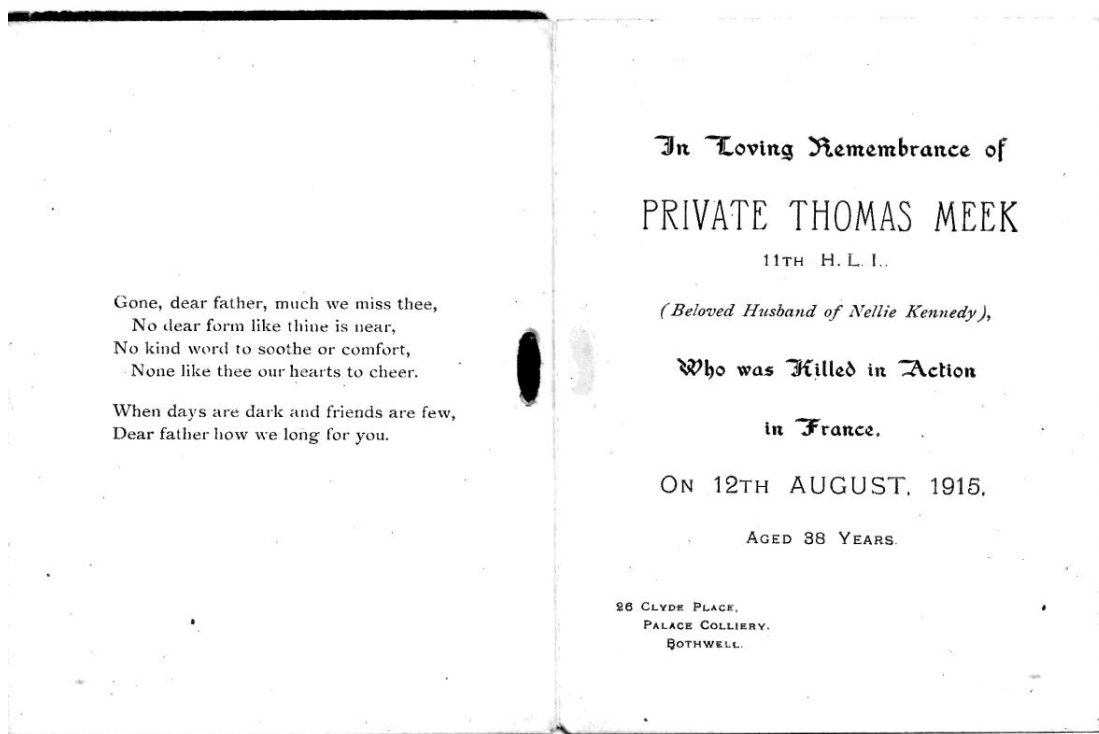 Gone, dear father, much we miss thee,
No dear form like thine is near,
No kind word to soothe or comfort,
None like thee our hearts to cheer.
When days are dark and friends are few,
Dear father how we long for you.
In Loving Remembrance of
PRIVATE THOMAS MEEK
11TH H. L. I.,
(Beloved Husband of Nellie Kennedy),
Who was Killed in Action
in France,
ON 12TH AUGUST, 1915,
AGED 38 YEARS.
26 CLYDE PLACE,
PALACE COLLIERY.
BOTHWELL.